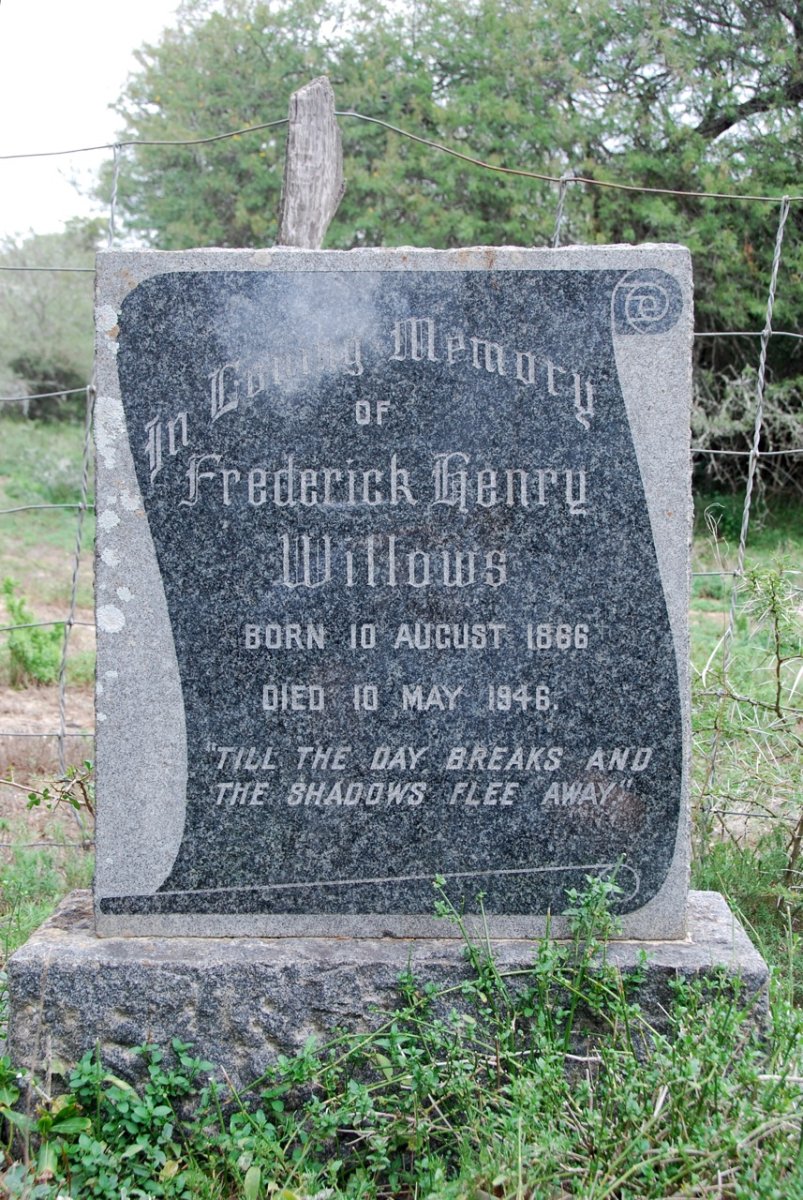 In Loving Memory
OF
Frederick Henry
Willows
BORN 10 AUGUST 1866
DIED 10 MAY 1946.
"TILL THE DAY BREAKS AND
THE SHADOWS FLEE AWAY"